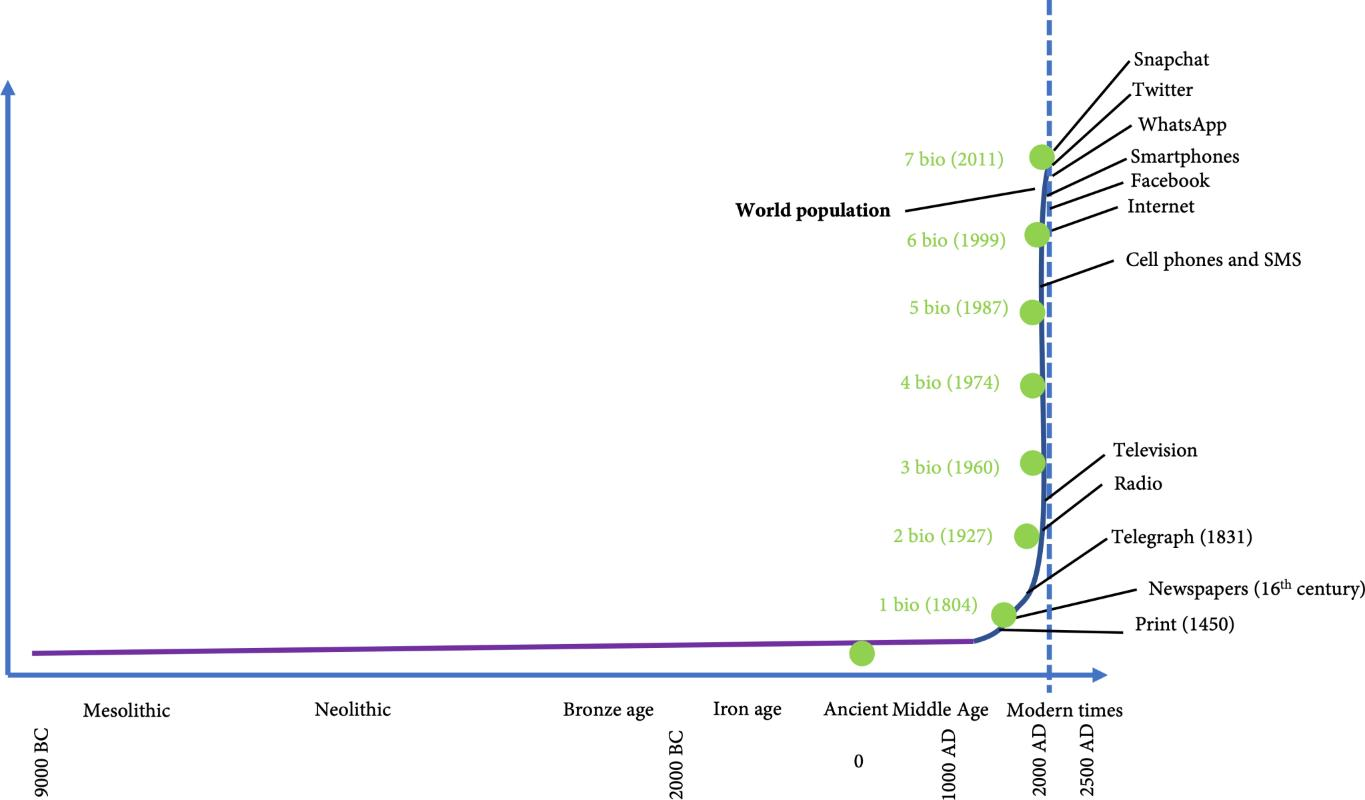 Snapchat
Twitter
WhatsApp
7 bio (2011)
Smartphones
Facebook
World population
Internet
6 bio (1999)
Cell phones and SMS
5 bio (1987)
4 bio (1974)
Television
3 bio (1960)
Radio
2 bio (1927)
Telegraph (1831)
Newspapers (16th century)
1 bio (1804)
Print (1450)
Mesolithic
Neolithic
Bronze age
Iron age
Ancient
Middle Age
Modern times
9000 BC
2000 BC
0
1000 AD
2000 AD
2500 AD